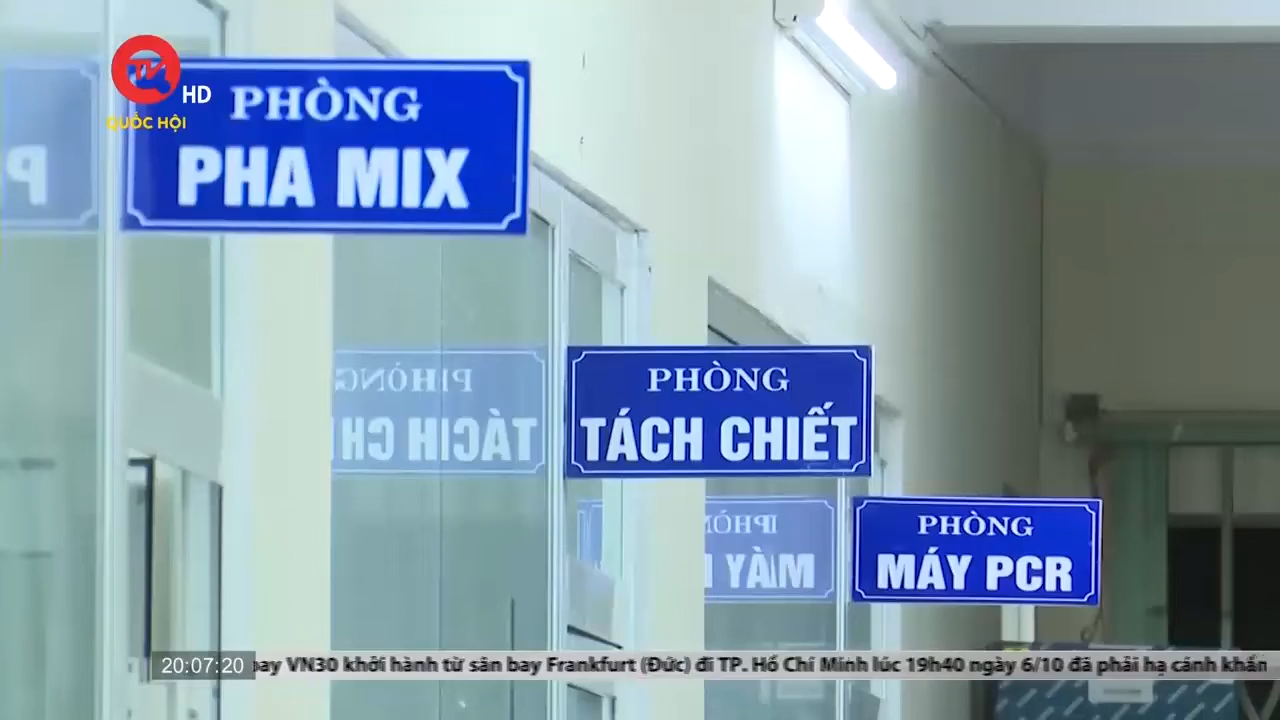 HD
QUỐC HỘI
PHÒNG
PHA MIX
PHÒNG
TÁCH CHIẾT
PHÒNG
MÁY PCR
20:07:20
bay VN30 khởi hành từ sân bay Frankfurt (Đức) đi TP. Hồ Chí Minh lúc 19h40 ngày 6/10 đã phải hạ cánh khẩn